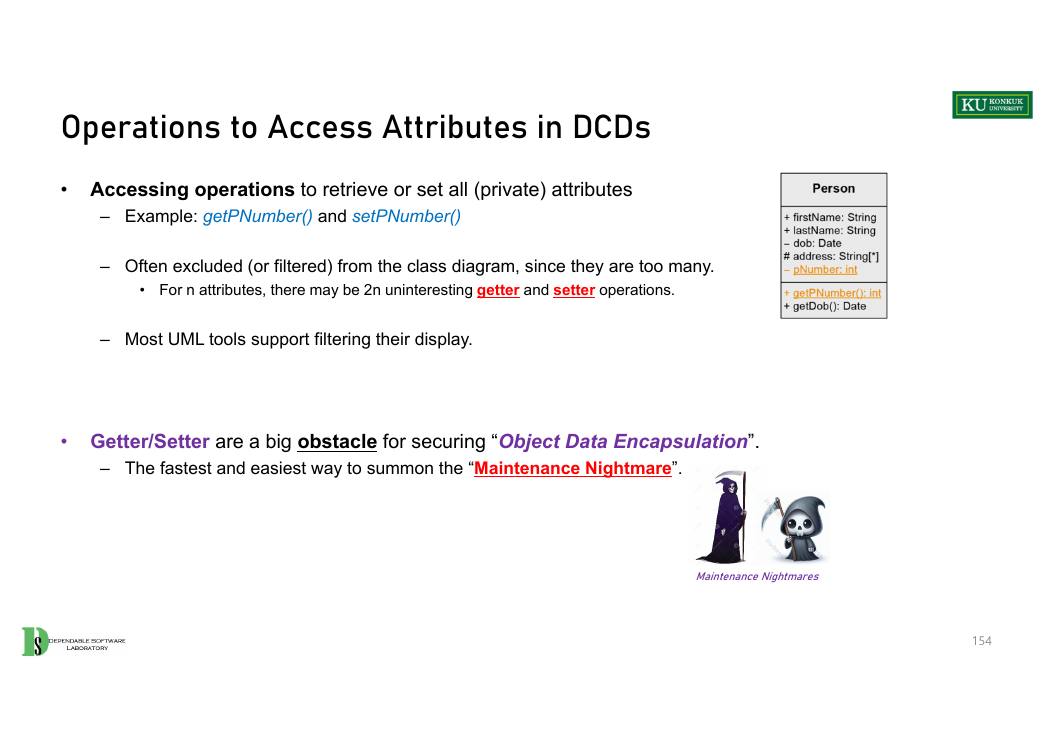 KU KONKUK
UNIVERSITY
Operations to Access Attributes in DCDs
• Accessing operations to retrieve or set all (private) attributes
– Example: getPNumber() and setPNumber()
– Often excluded (or filtered) from the class diagram, since they are too many.
• For n attributes, there may be 2n uninteresting getter and setter operations.
– Most UML tools support filtering their display.
Person
+ firstName: String
+ lastName: String
– dob: Date
# address: String[*]
– pNumber: int
+ getPNumber(): int
+ getDob(): Date
• Getter/Setter are a big obstacle for securing “Object Data Encapsulation”.
– The fastest and easiest way to summon the “Maintenance Nightmare”.
Maintenance Nightmares
DS DEPENDABLE SOFTWARE
LABORATORY
154